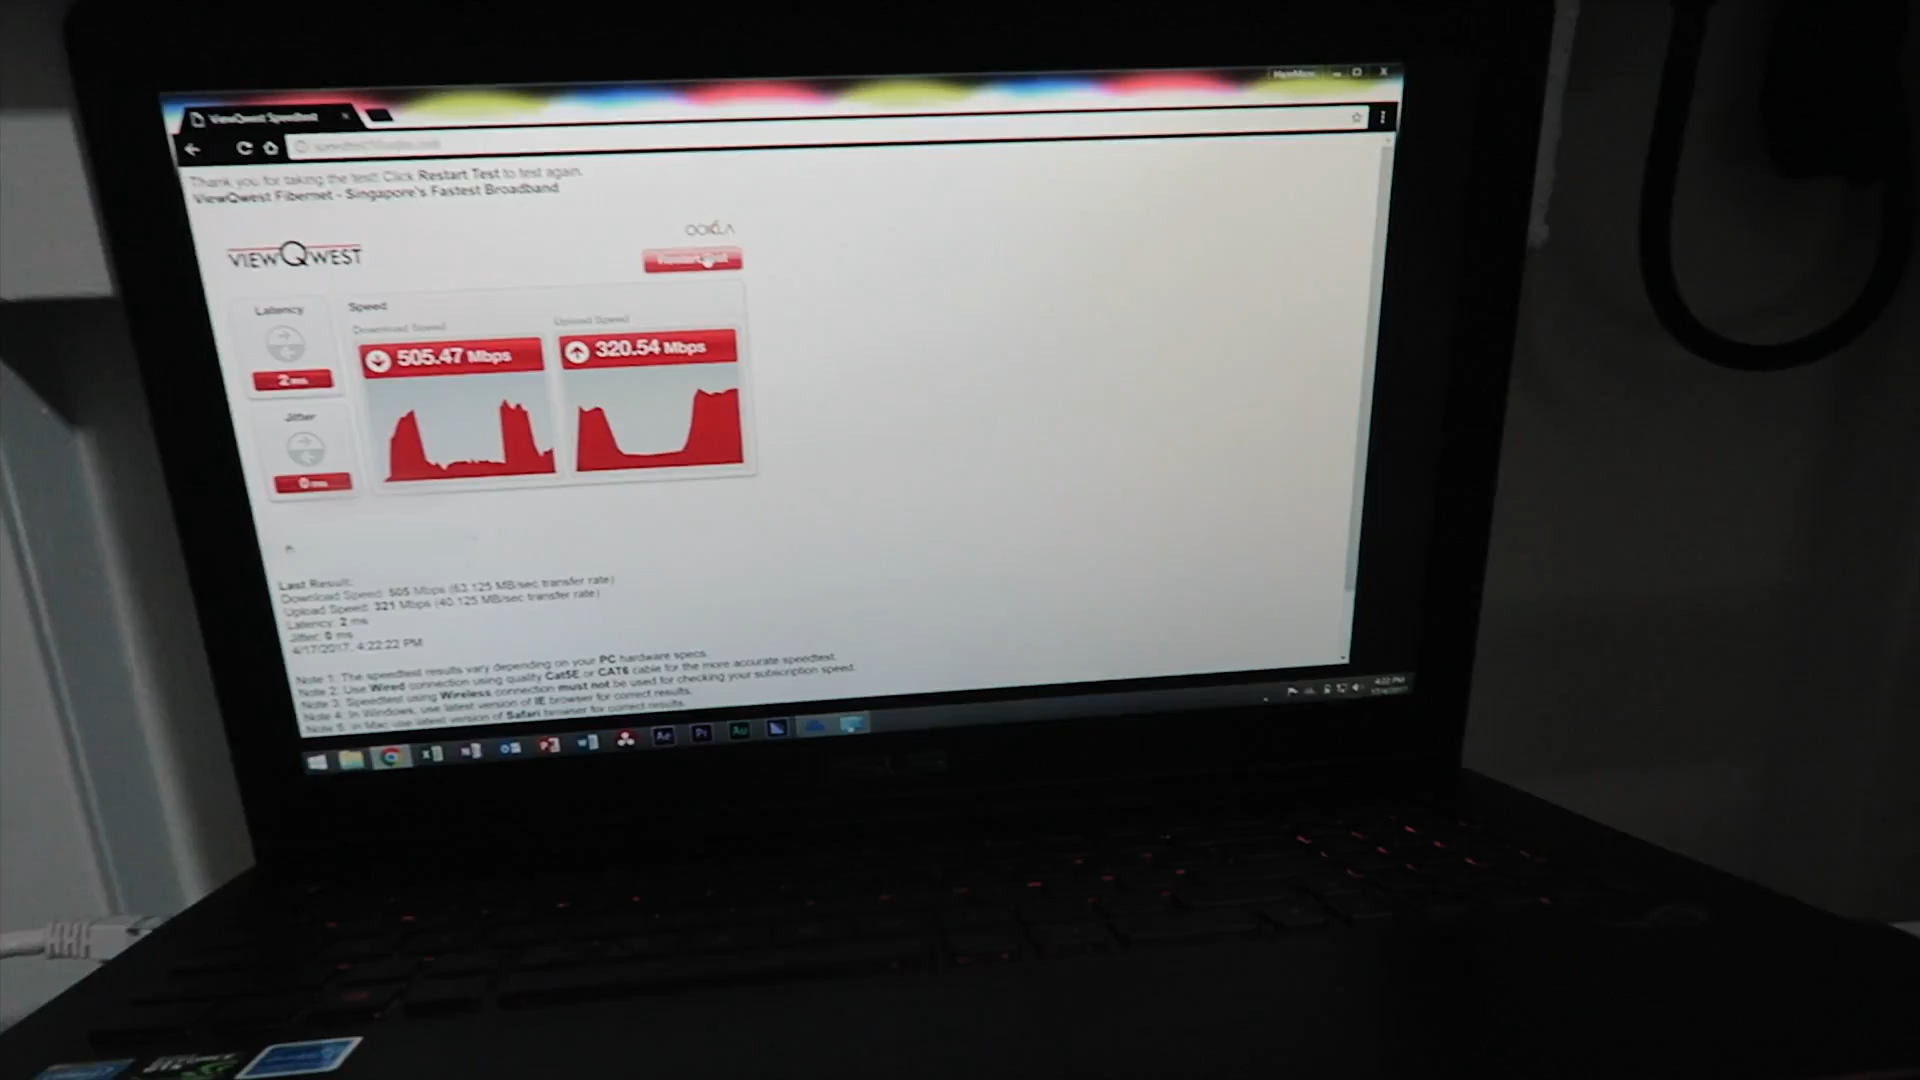 ViewQwest Speedtest
Thank you for taking the test! Click Restart Test to test again.
ViewQwest Fibernet - Singapore's Fastest Broadband
VIEWQWEST
OOKLA
Latency
2 ms
Jitter
0 ms
Speed
Download Speed
505.47 Mbps
Upload Speed
320.54 Mbps
Last Result:
Download Speed: 505 Mbps (63.125 MB/sec transfer rate)
Upload Speed: 321 Mbps (40.125 MB/sec transfer rate)
Latency: 2 ms
Jitter: 0 ms
4/17/2017, 4:22:22 PM
Note 1: The speedtest results vary depending on your PC hardware specs.
Note 2: Use Wired connection using quality Cat5E or CAT6 cable for the more accurate speedtest.
Note 3: Speedtest using Wireless connection must not be used for checking your subscription speed.
Note 4: In Windows, use latest version of IE browser for correct results.
Note 5: In Mac use latest version of Safari browser for correct results.
Ae
Pr
Au
4:22 PM